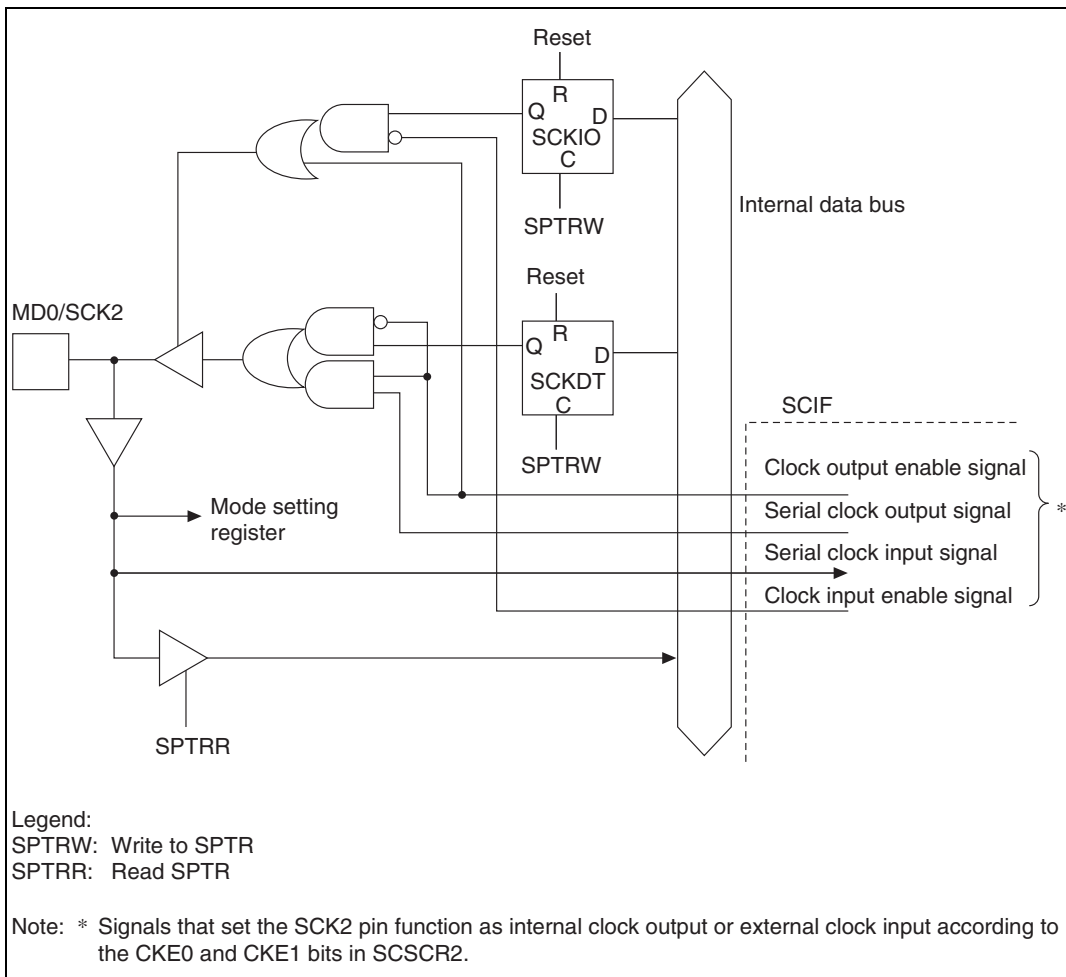 Reset
R
Q D
SCKIO
C
SPTRW
Internal data bus
Reset
MD0/SCK2
R
Q D
SCKDT
C
SPTRW
SCIF
Clock output enable signal
Serial clock output signal
*
Mode setting
register
Serial clock input signal
Clock input enable signal
SPTRR
Legend:
SPTRW: Write to SPTR
SPTRR: Read SPTR
Note: * Signals that set the SCK2 pin function as internal clock output or external clock input according to
the CKE0 and CKE1 bits in SCSCR2.